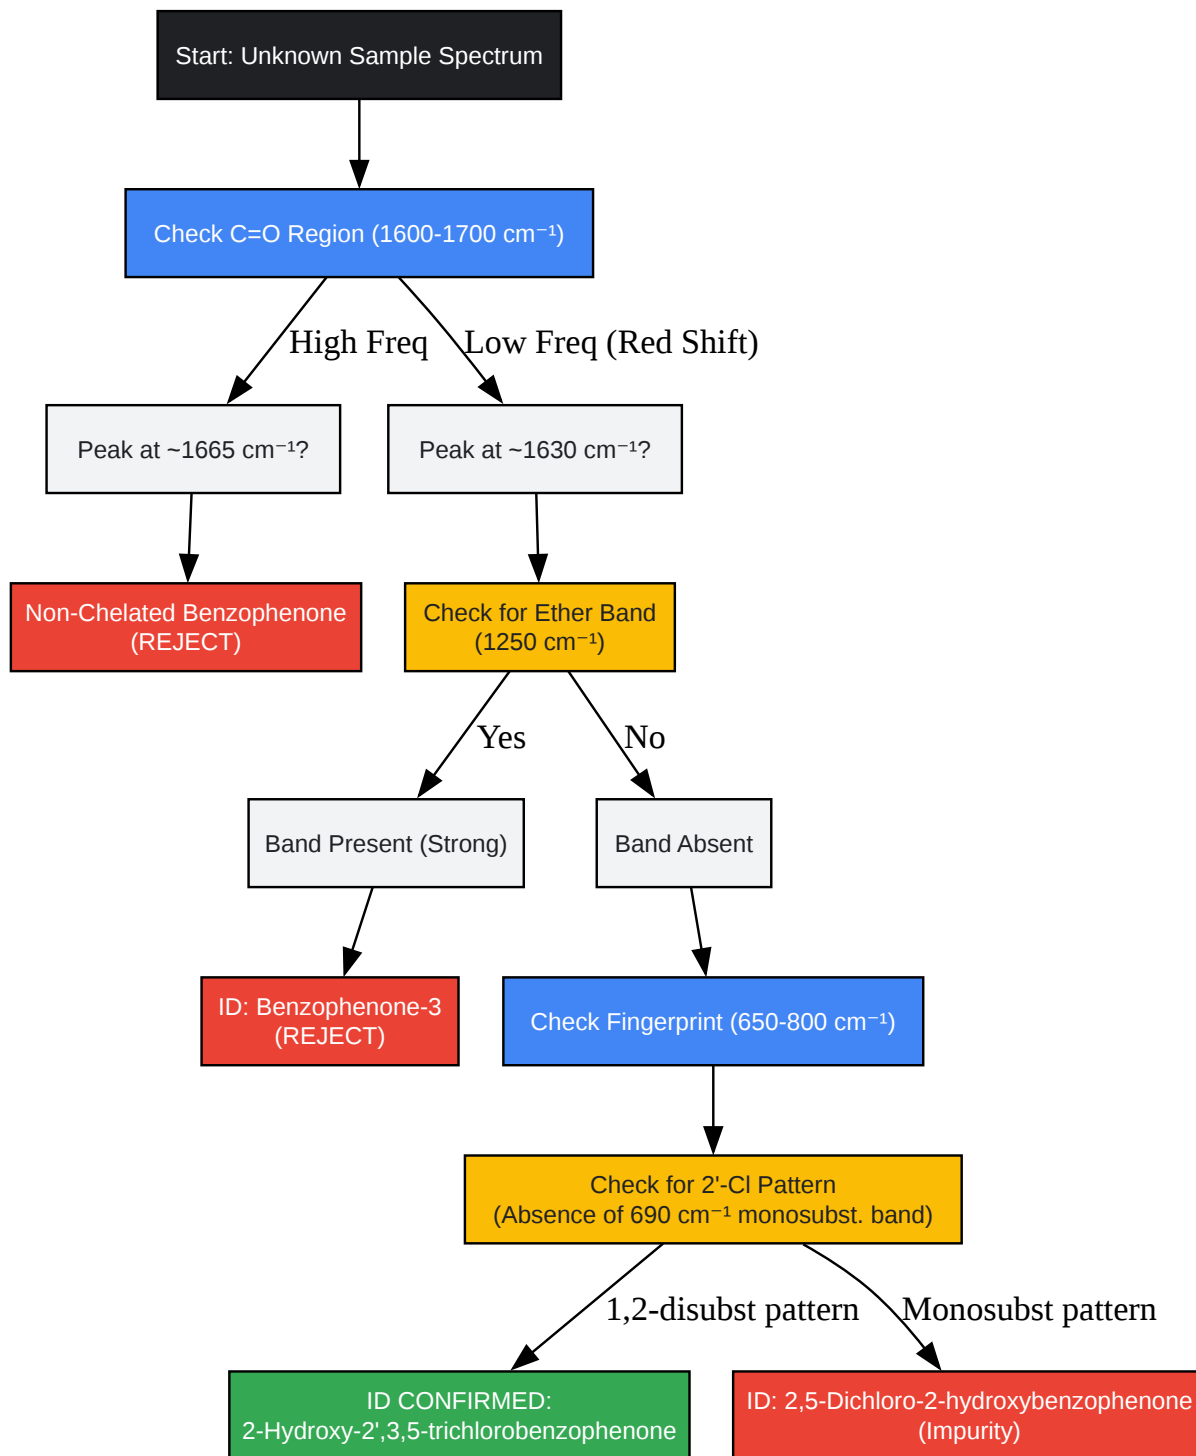 Start: Unknown Sample Spectrum
Check C=O Region (1600-1700 cm⁻¹)
High Freq
Low Freq (Red Shift)
Peak at ~1665 cm⁻¹?
Peak at ~1630 cm⁻¹?
Non-Chelated Benzophenone
(REJECT)
Check for Ether Band
(1250 cm⁻¹)
Yes
No
Band Present (Strong)
Band Absent
ID: Benzophenone-3
(REJECT)
Check Fingerprint (650-800 cm⁻¹)
Check for 2'-Cl Pattern
(Absence of 690 cm⁻¹ monosubst. band)
1,2-disubst pattern
Monosubst pattern
ID CONFIRMED:
2-Hydroxy-2',3,5-trichlorobenzophenone
ID: 2,5-Dichloro-2-hydroxybenzophenone
(Impurity)